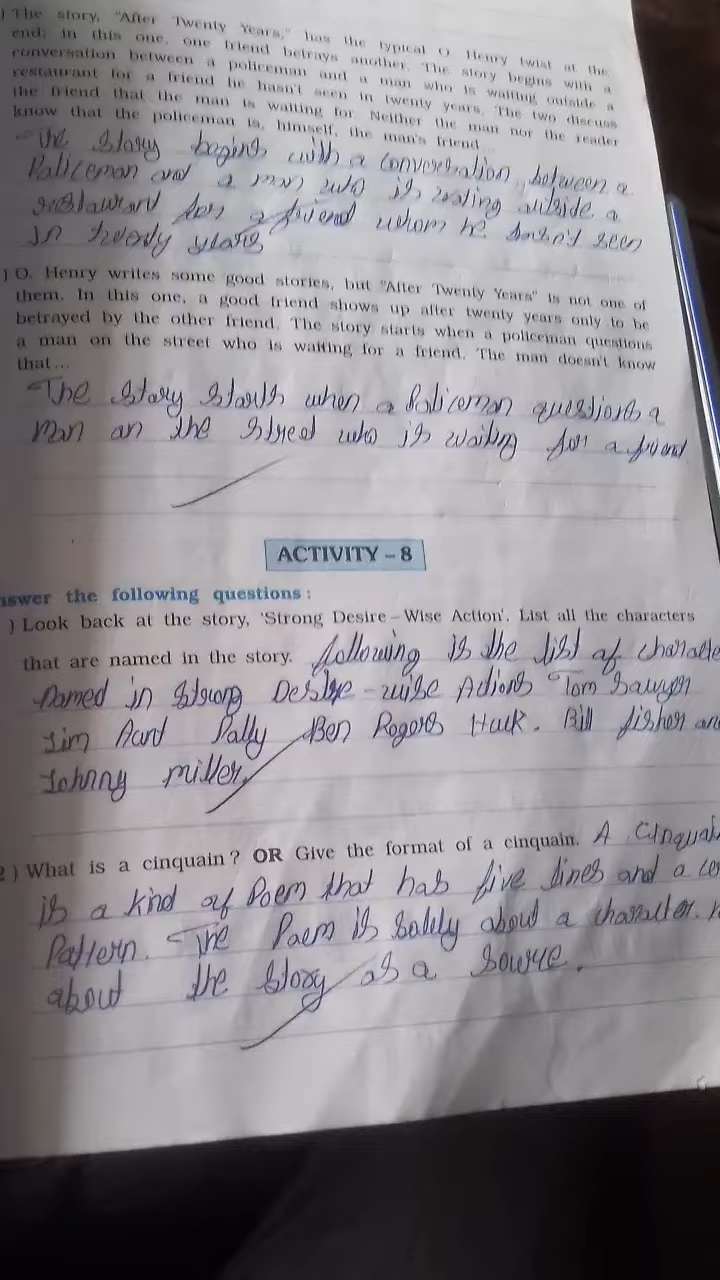 ) The story, "After Twenty Years," has the typical O Henry twist at the
end; in this one, one friend betrays another. The story begins with a
conversation between a policeman and a man who is waiting outside a
restaurant for a friend he hasn't seen in twenty years. The two discuss
the friend that the man is waiting for. Neither the man nor the reader
know that the policeman is, himself, the man's friend...
The story begins with a conversation between a
Policeman and a man who is waiting outside a
restaurant for a friend whom he hasn't seen
In twenty years
) O. Henry writes some good stories, but "After Twenty Years" is not one of
them. In this one, a good friend shows up after twenty years only to be
betrayed by the other friend. The story starts when a policeman questions
a man on the street who is waiting for a friend. The man doesn't know
that...
The story starts when a Policeman questions a
man on the street who is waiting for a friend
ACTIVITY – 8
nswer the following questions :
) Look back at the story, 'Strong Desire – Wise Action'. List all the characters
that are named in the story. following is the list of characte
Named in Strong Desire - wise Actions Tom Sawyer
Jim Aunt Polly Ben Rogers Huck. Bill fisher an
Johnny miller.
2 ) What is a cinquain ? OR Give the format of a cinquain. A Cinquai
is a kind of Poem that has five lines and a ce
Pattern. The Poem is solely about a character.
about the story as a source.